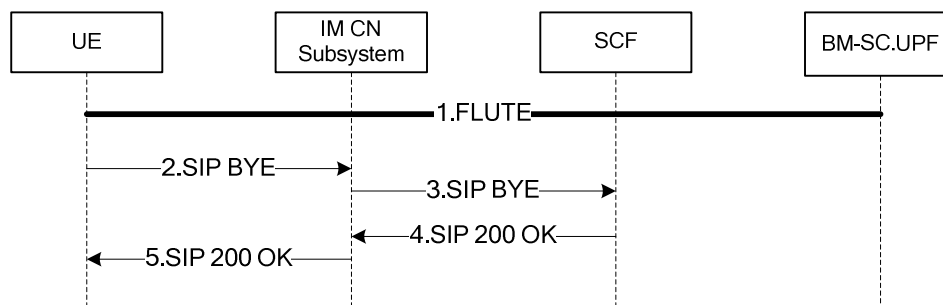 UE
IM CN
Subsystem
SCF
BM-SC.UPF
1.FLUTE
2.SIP BYE
3.SIP BYE
4.SIP 200 OK
5.SIP 200 OK